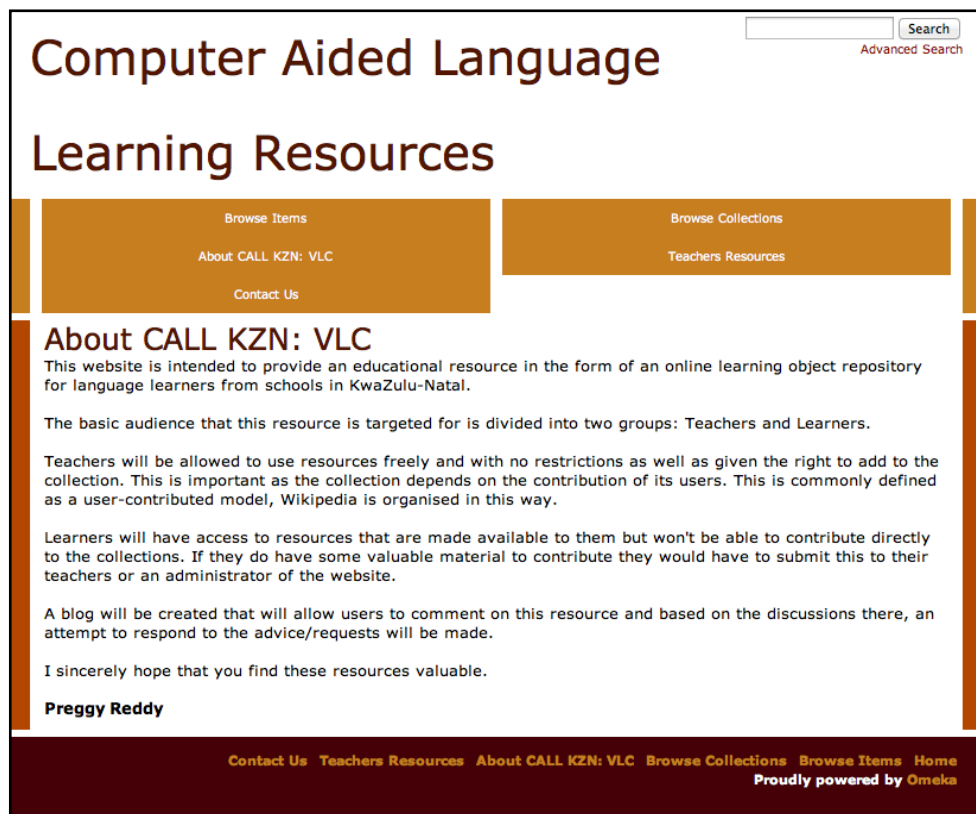 Search
Advanced Search
Computer Aided Language
Learning Resources
Browse Items
Browse Collections
About CALL KZN: VLC
Teachers Resources
Contact Us
About CALL KZN: VLC
This website is intended to provide an educational resource in the form of an online learning object repository
for language learners from schools in KwaZulu-Natal.
The basic audience that this resource is targeted for is divided into two groups: Teachers and Learners.
Teachers will be allowed to use resources freely and with no restrictions as well as given the right to add to the
collection. This is important as the collection depends on the contribution of its users. This is commonly defined
as a user-contributed model, Wikipedia is organised in this way.
Learners will have access to resources that are made available to them but won't be able to contribute directly
to the collections. If they do have some valuable material to contribute they would have to submit this to their
teachers or an administrator of the website.
A blog will be created that will allow users to comment on this resource and based on the discussions there, an
attempt to respond to the advice/requests will be made.
I sincerely hope that you find these resources valuable.
Preggy Reddy
Contact Us Teachers Resources About CALL KZN: VLC Browse Collections Browse Items Home
Proudly powered by Omeka